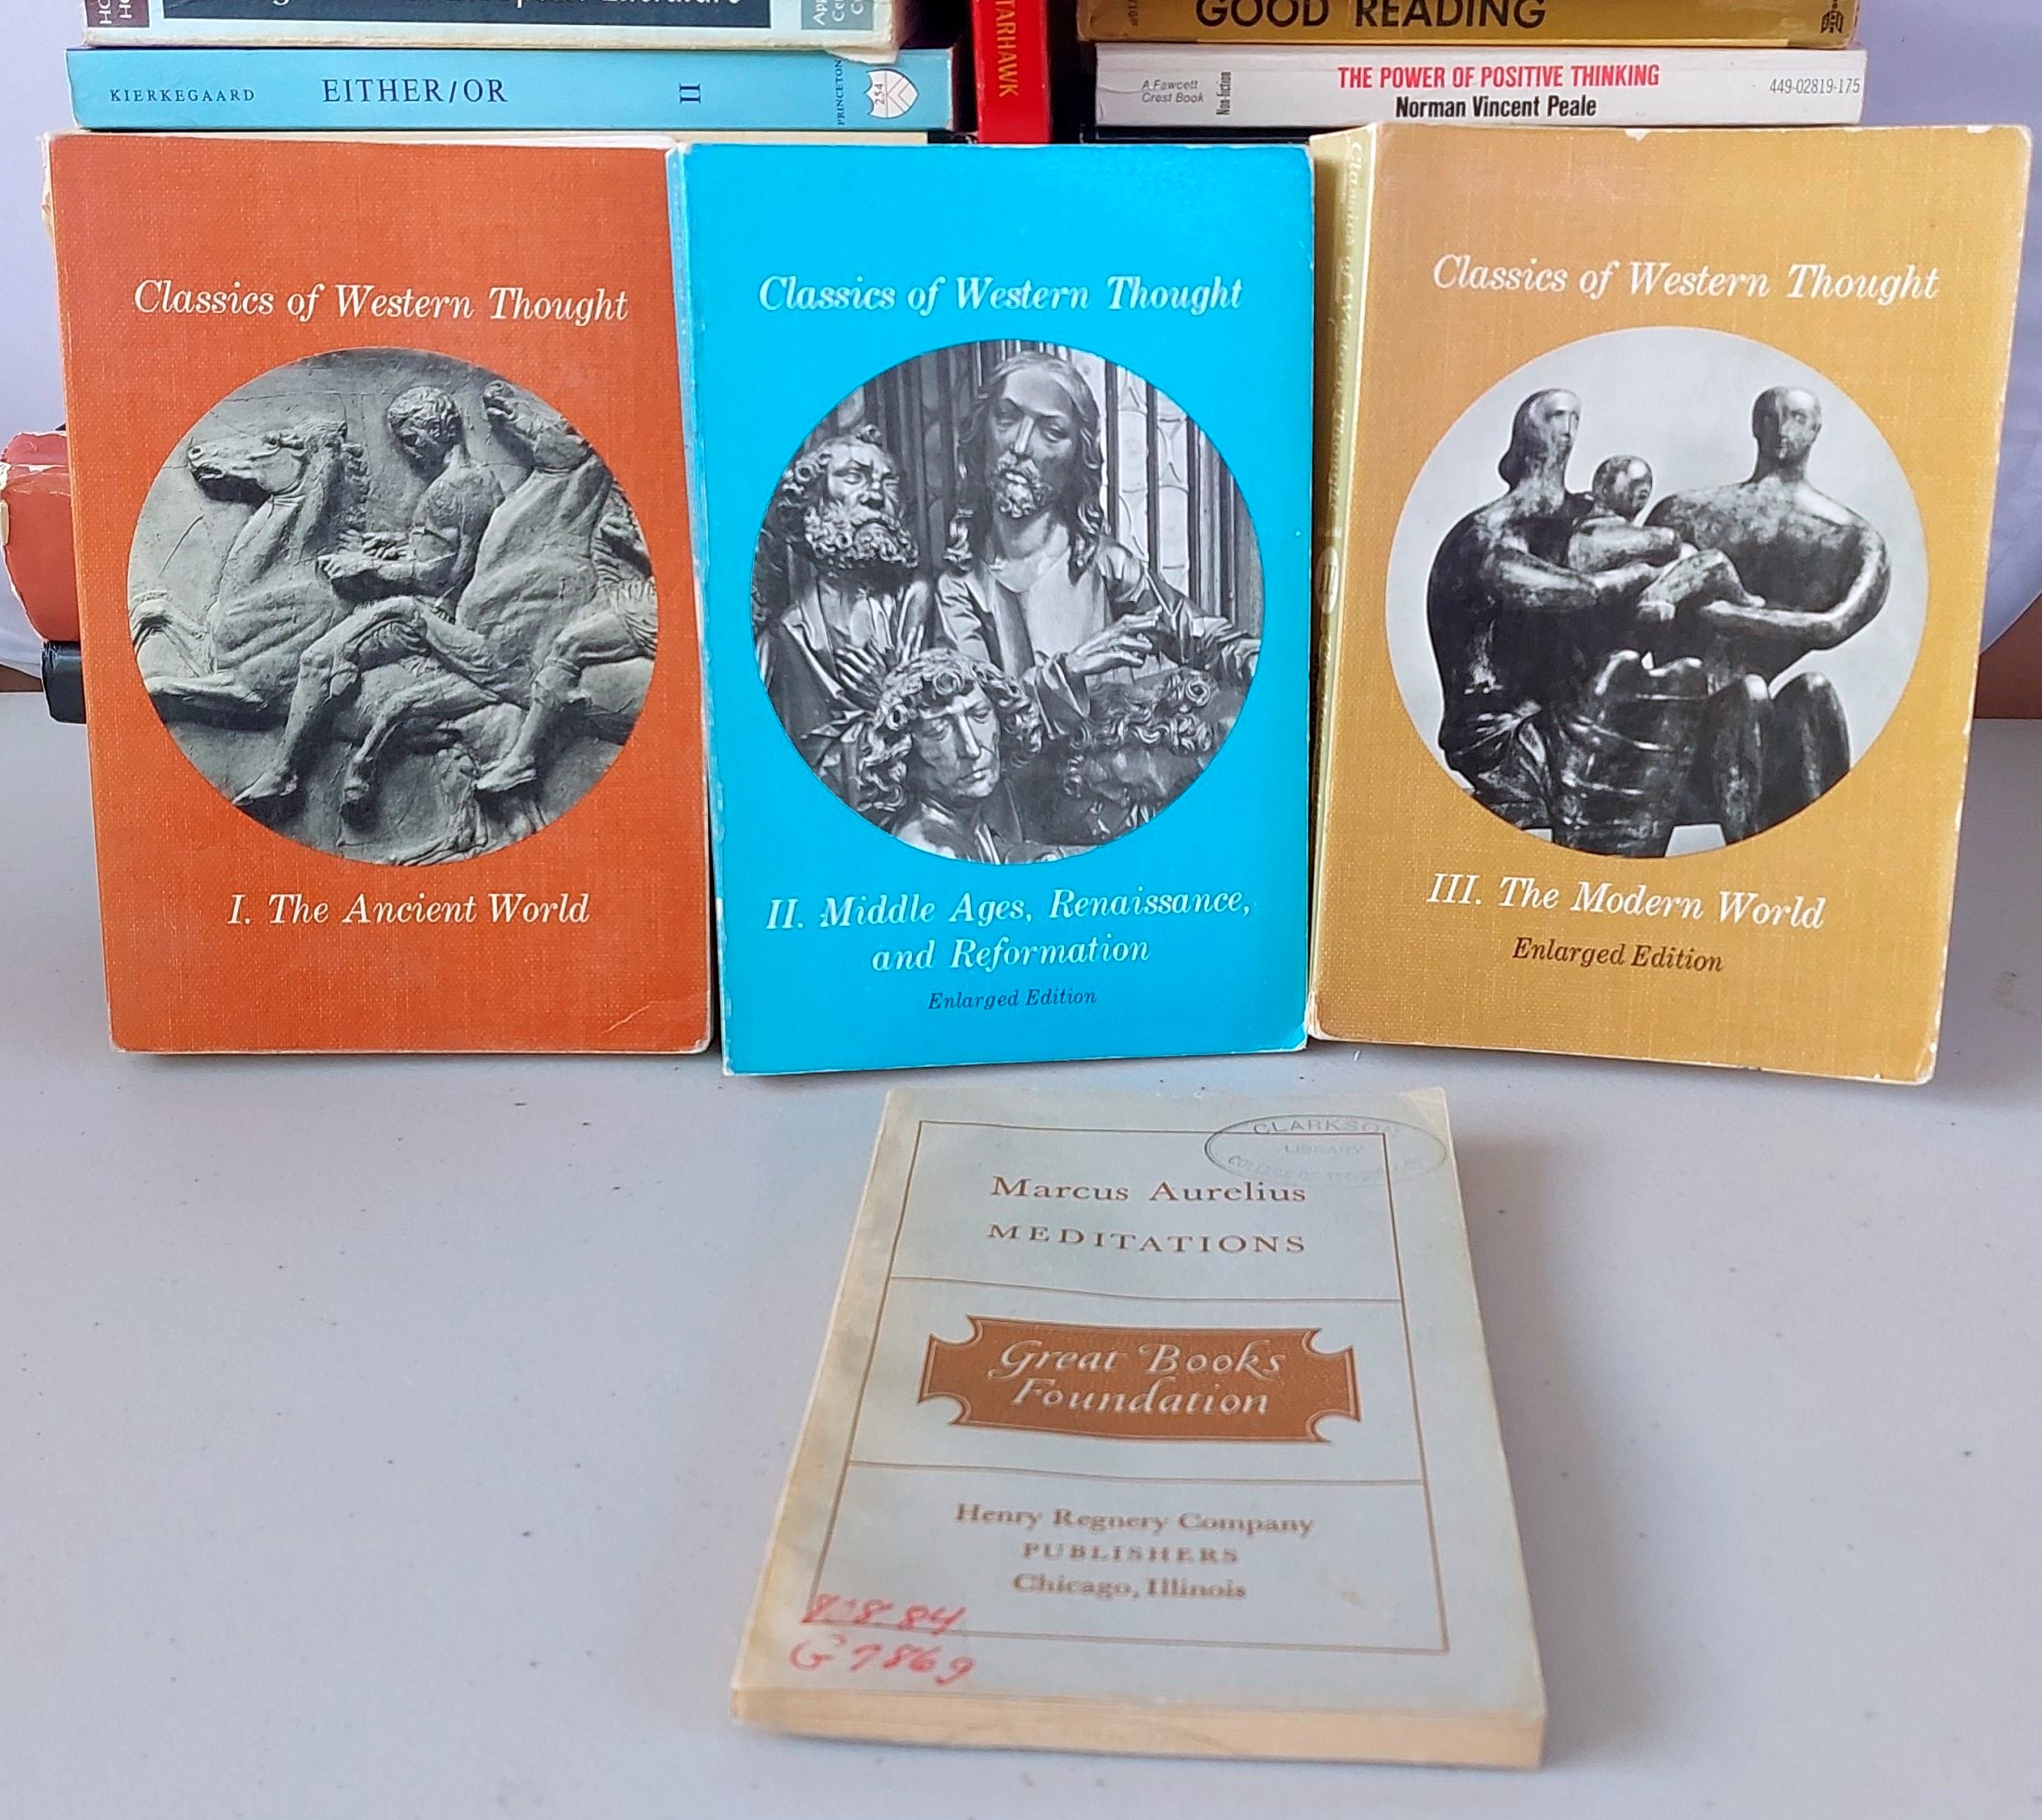 KIERKEGAARD EITHER/OR II PRINCETON
254
TARHAWK
GOOD READING
A Fawcett
Crest Book
Non-fiction
THE POWER OF POSITIVE THINKING
Norman Vincent Peale
449-02819-175
Classics of Western Thought
I. The Ancient World
Classics of Western Thought
II. Middle Ages, Renaissance,
and Reformation
Enlarged Edition
Classics of Western Thought
III. The Modern World
Enlarged Edition
CLARKSON
LIBRARY
Marcus Aurelius
MEDITATIONS
Great Books
Foundation
Henry Regnery Company
PUBLISHERS
Chicago, Illinois
G 7869